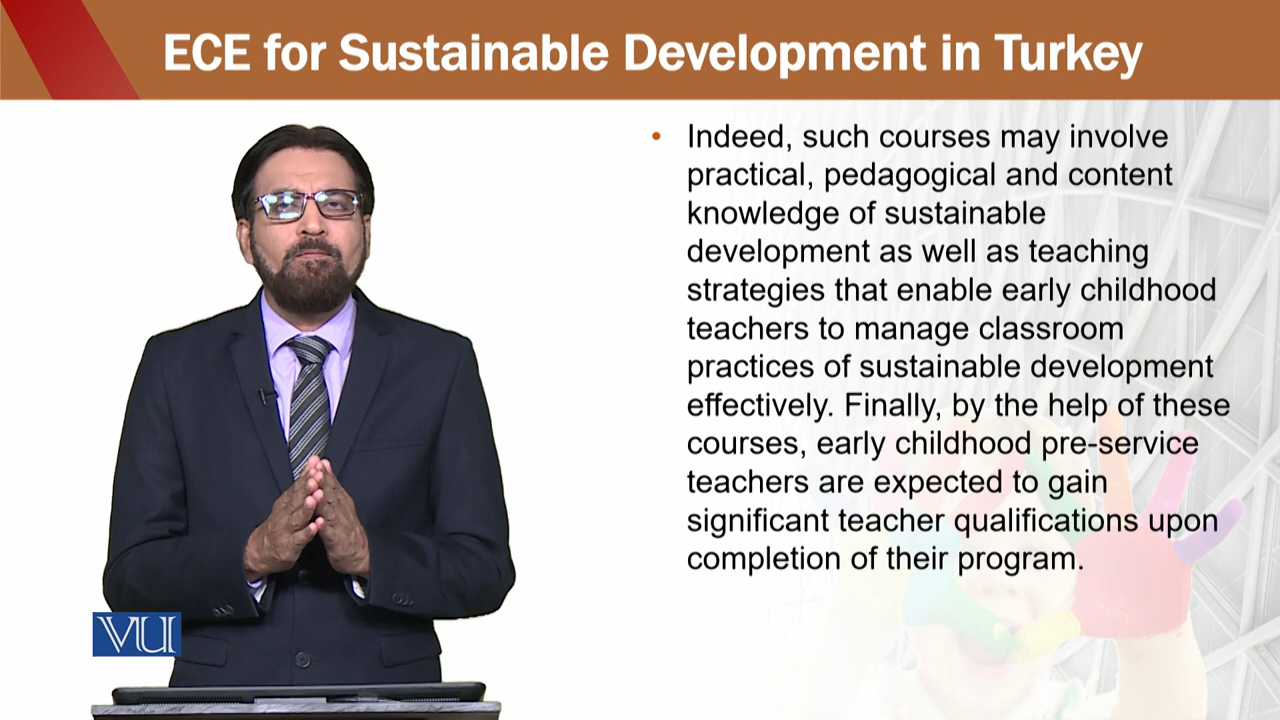 ECE for Sustainable Development in Turkey
• Indeed, such courses may involve
practical, pedagogical and content
knowledge of sustainable
development as well as teaching
strategies that enable early childhood
teachers to manage classroom
practices of sustainable development
effectively. Finally, by the help of these
courses, early childhood pre-service
teachers are expected to gain
significant teacher qualifications upon
completion of their program.
VU